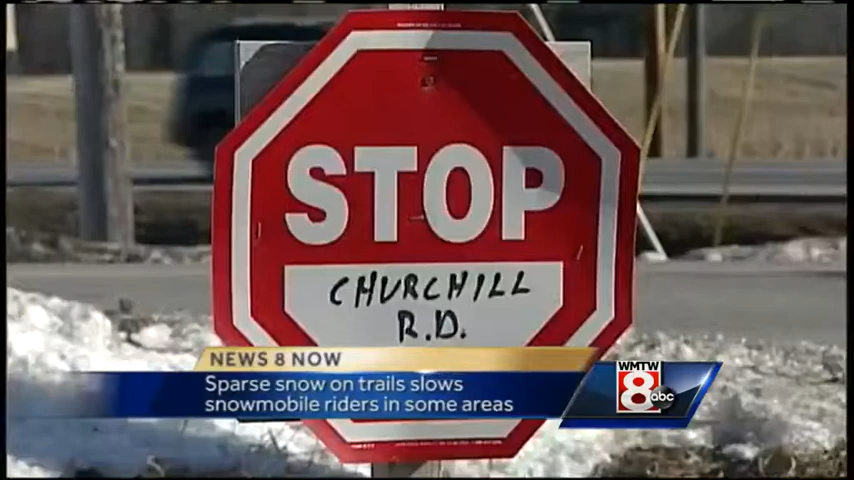 STOP
CHURCHILL
R.D.
NEWS 8 NOW
Sparse snow on trails slows
snowmobile riders in some areas
WMTW
8
abc